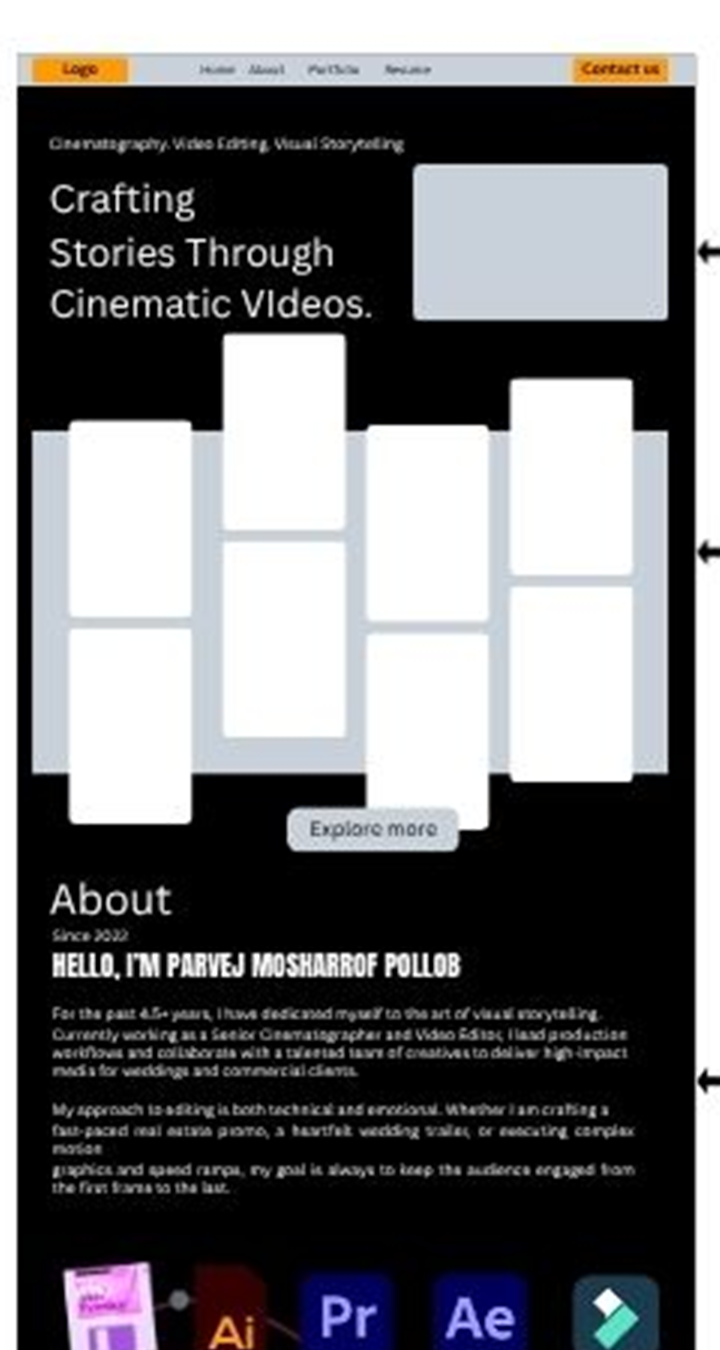 Logo
Home About Portfolio Resume
Contact us
Cinematography. Video Editing, Visual Storytelling
Crafting
Stories Through
Cinematic VIdeos.
Explore more
About
Since 2022
HELLO, I'M PARVEJ MOSHARROF POLLOB
For the past 4.5+ years, I have dedicated myself to the art of visual storytelling.
Currently working as a Senior Cinematographer and Video Editor, I lead production
workflows and collaborate with a talented team of creatives to deliver high-impact
media for weddings and commercial clients.
My approach to editing is both technical and emotional. Whether I am crafting a
fast-paced real estate promo, a heartfelt wedding trailer, or executing complex
motion
graphics and speed ramps, my goal is always to keep the audience engaged from
the first frame to the last.
Ai
Pr
Ae